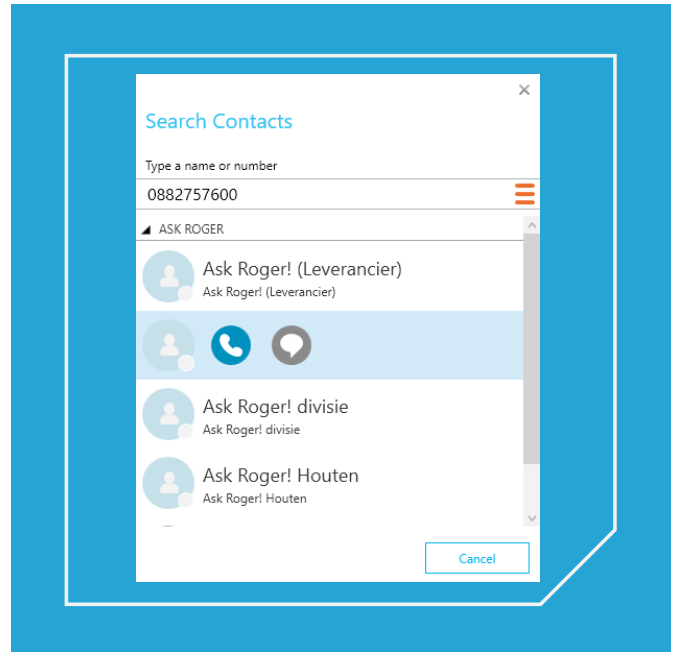 Search Contacts
Type a name or number
0882757600
ASK ROGER
Ask Roger! (Leverancier)
Ask Roger! (Leverancier)
Ask Roger! divisie
Ask Roger! divisie
Ask Roger! Houten
Ask Roger! Houten
Cancel